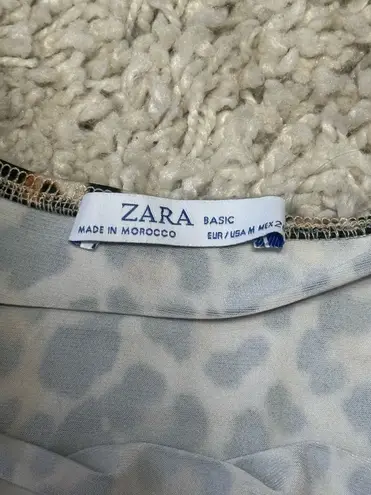 ZARA BASIC
MADE IN MOROCCO EUR/USA M MEX